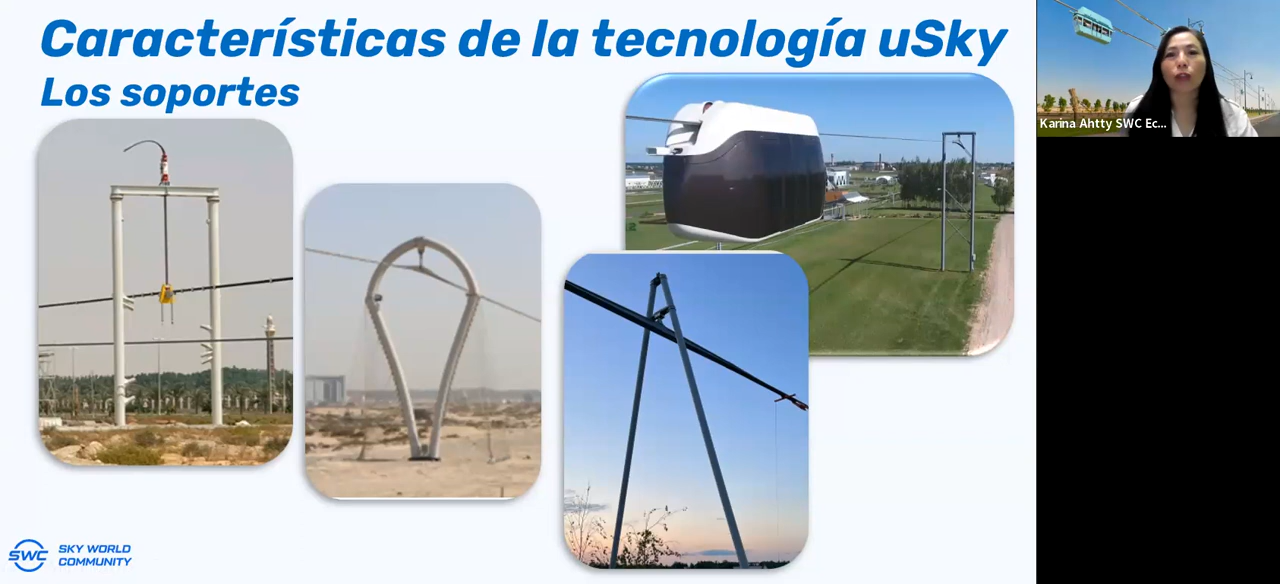 Características de la tecnología uSky
Los soportes
Karina Ahtty SWC Ec...
SWC
SKY WORLD
COMMUNITY